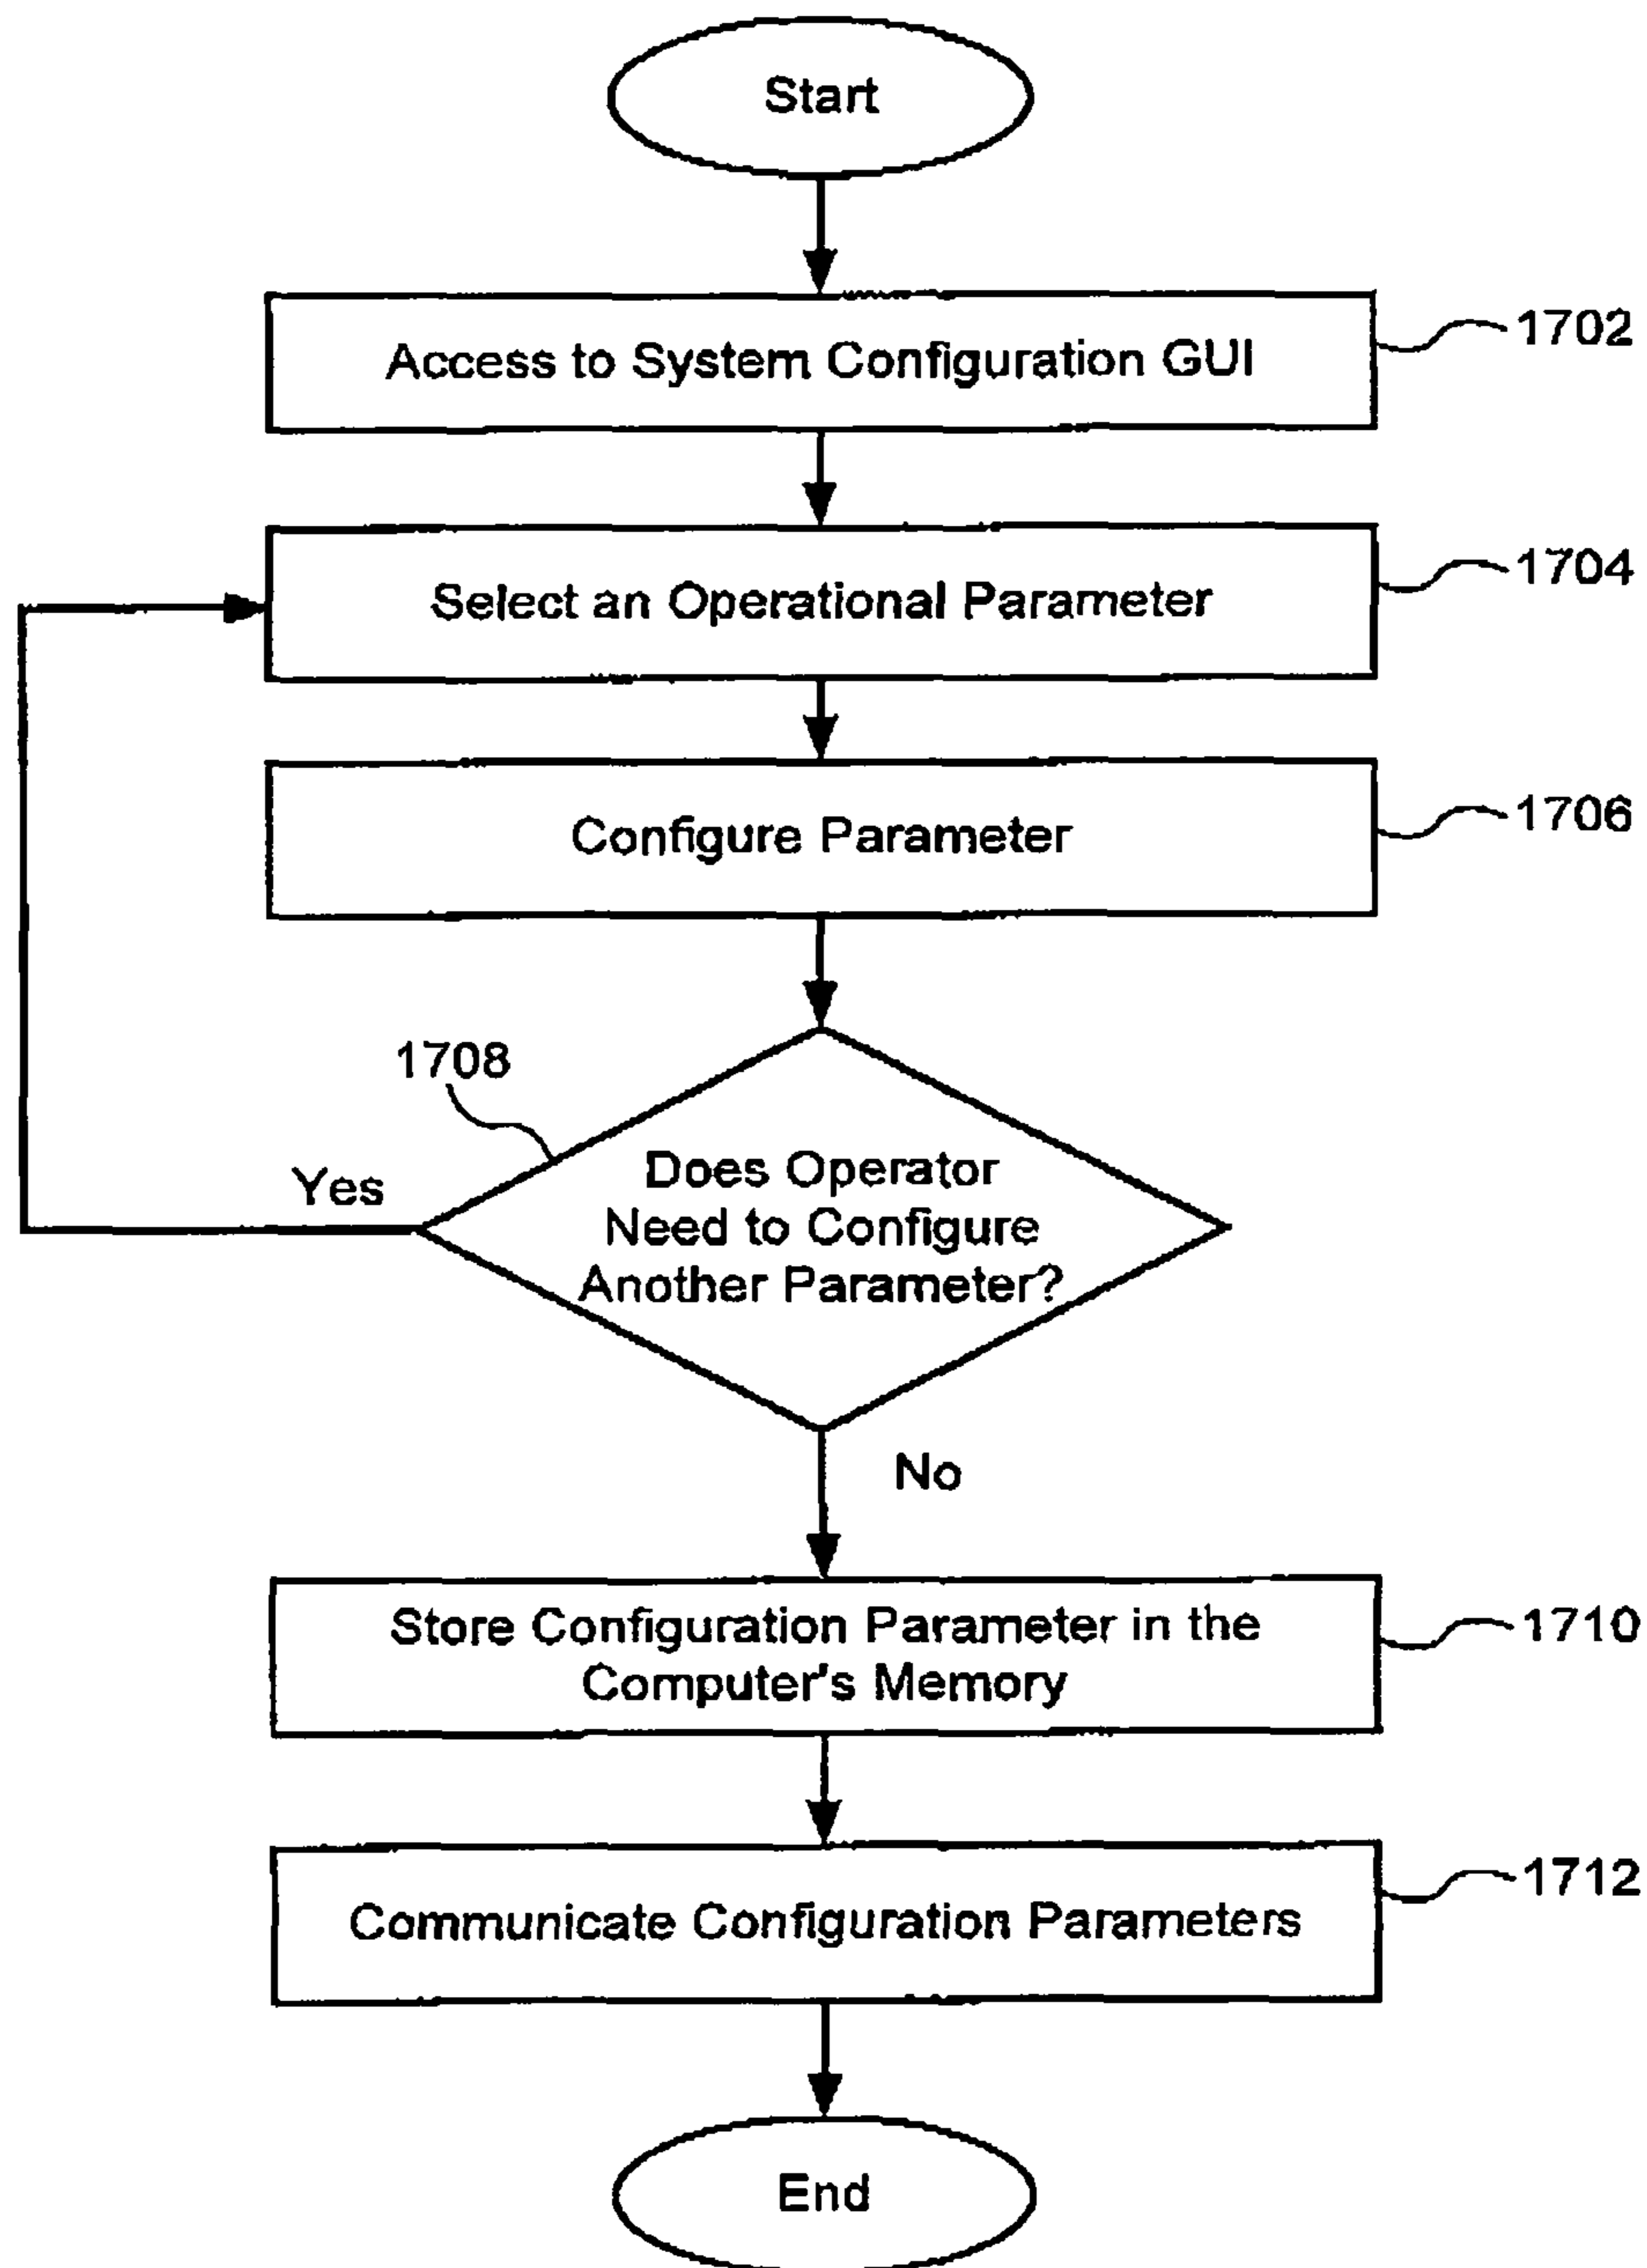 Start
Access to System Configuration GUI
1702
Select an Operational Parameter
1704
Configure Parameter
1706
1708
Does Operator
Need to Configure
Another Parameter?
Yes
No
Store Configuration Parameter in the
Computer's Memory
1710
Communicate Configuration Parameters
1712
End